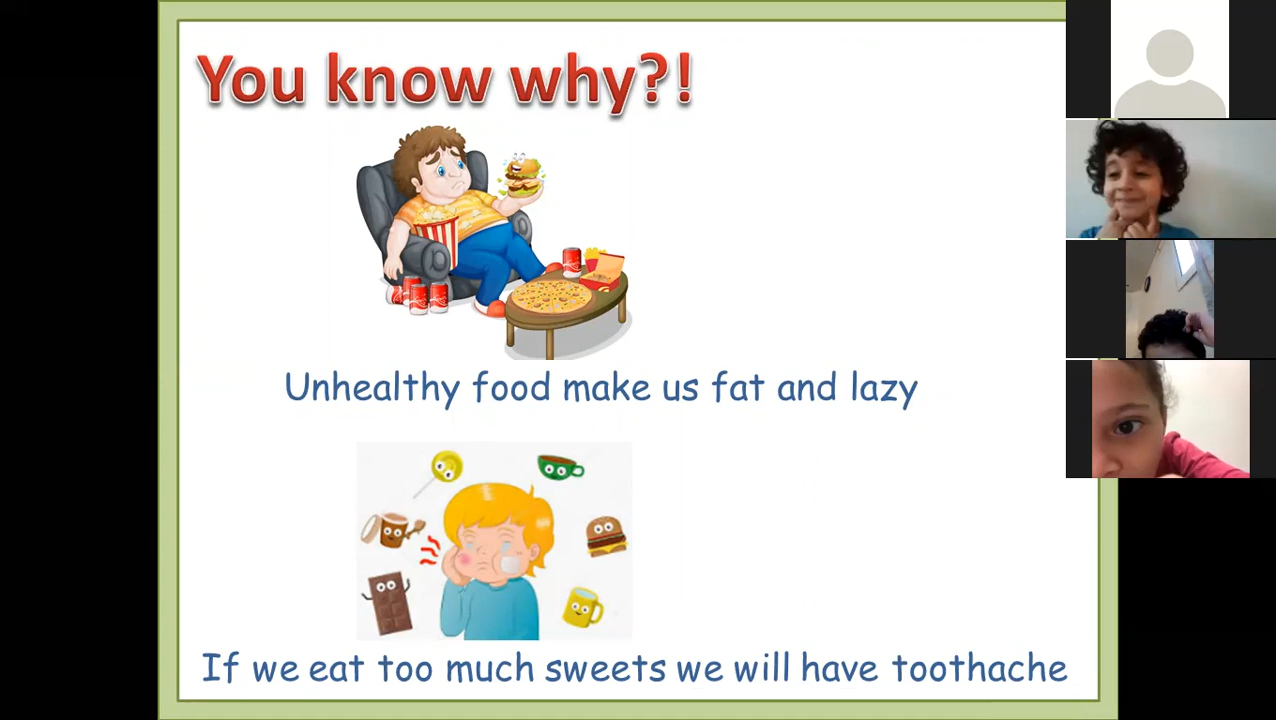 You know why?!
Unhealthy food make us fat and lazy
If we eat too much sweets we will have toothache